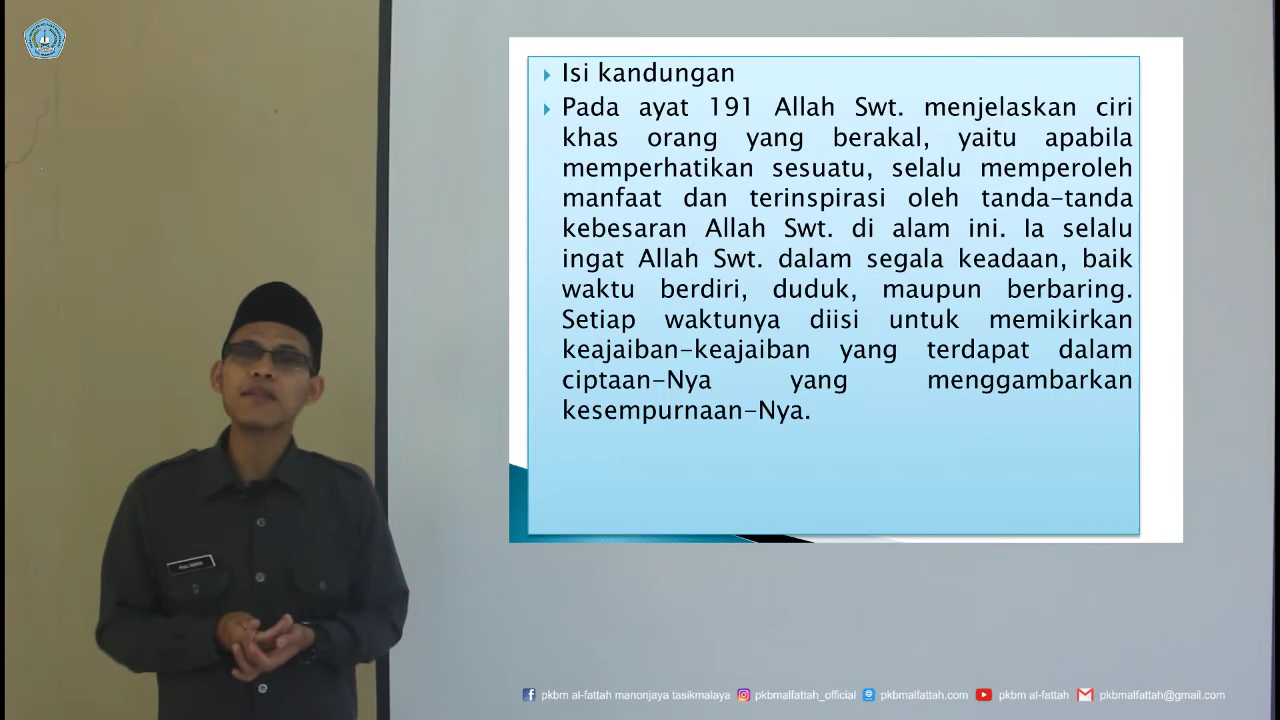 Isi kandungan
Pada ayat 191 Allah Swt. menjelaskan ciri
khas orang yang berakal, yaitu apabila
memperhatikan sesuatu, selalu memperoleh
manfaat dan terinspirasi oleh tanda-tanda
kebesaran Allah Swt. di alam ini. Ia selalu
ingat Allah Swt. dalam segala keadaan, baik
waktu berdiri, duduk, maupun berbaring.
Setiap waktunya diisi untuk memikirkan
keajaiban-keajaiban yang terdapat dalam
ciptaan-Nya yang menggambarkan
kesempurnaan-Nya.
pkbm al-fattah manonjaya tasikmalaya pkbmalfattah_official pkbmalfattah.com pkbm al-fattah pkbmalfattah@gmail.com